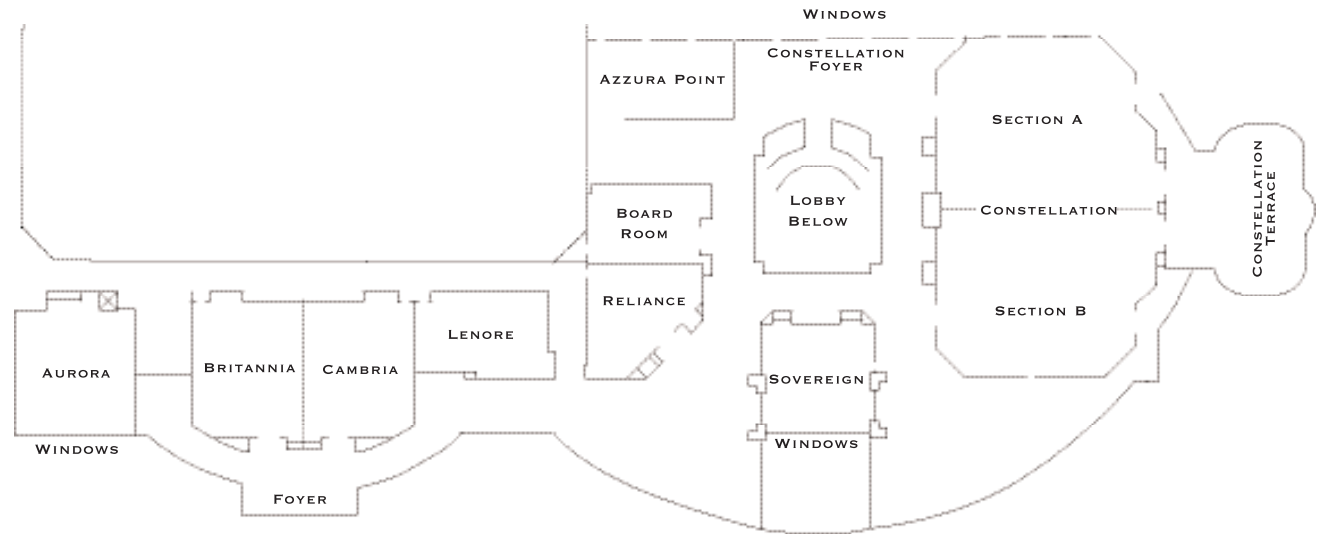 WINDOWS
CONSTELLATION
FOYER
AZZURA POINT
SECTION A
BOARD
ROOM
LOBBY
BELOW
CONSTELLATION
CONSTELLATION
TERRACE
RELIANCE
SECTION B
LENORE
AURORA
BRITANNIA
CAMBRIA
SOVEREIGN
WINDOWS
WINDOWS
FOYER